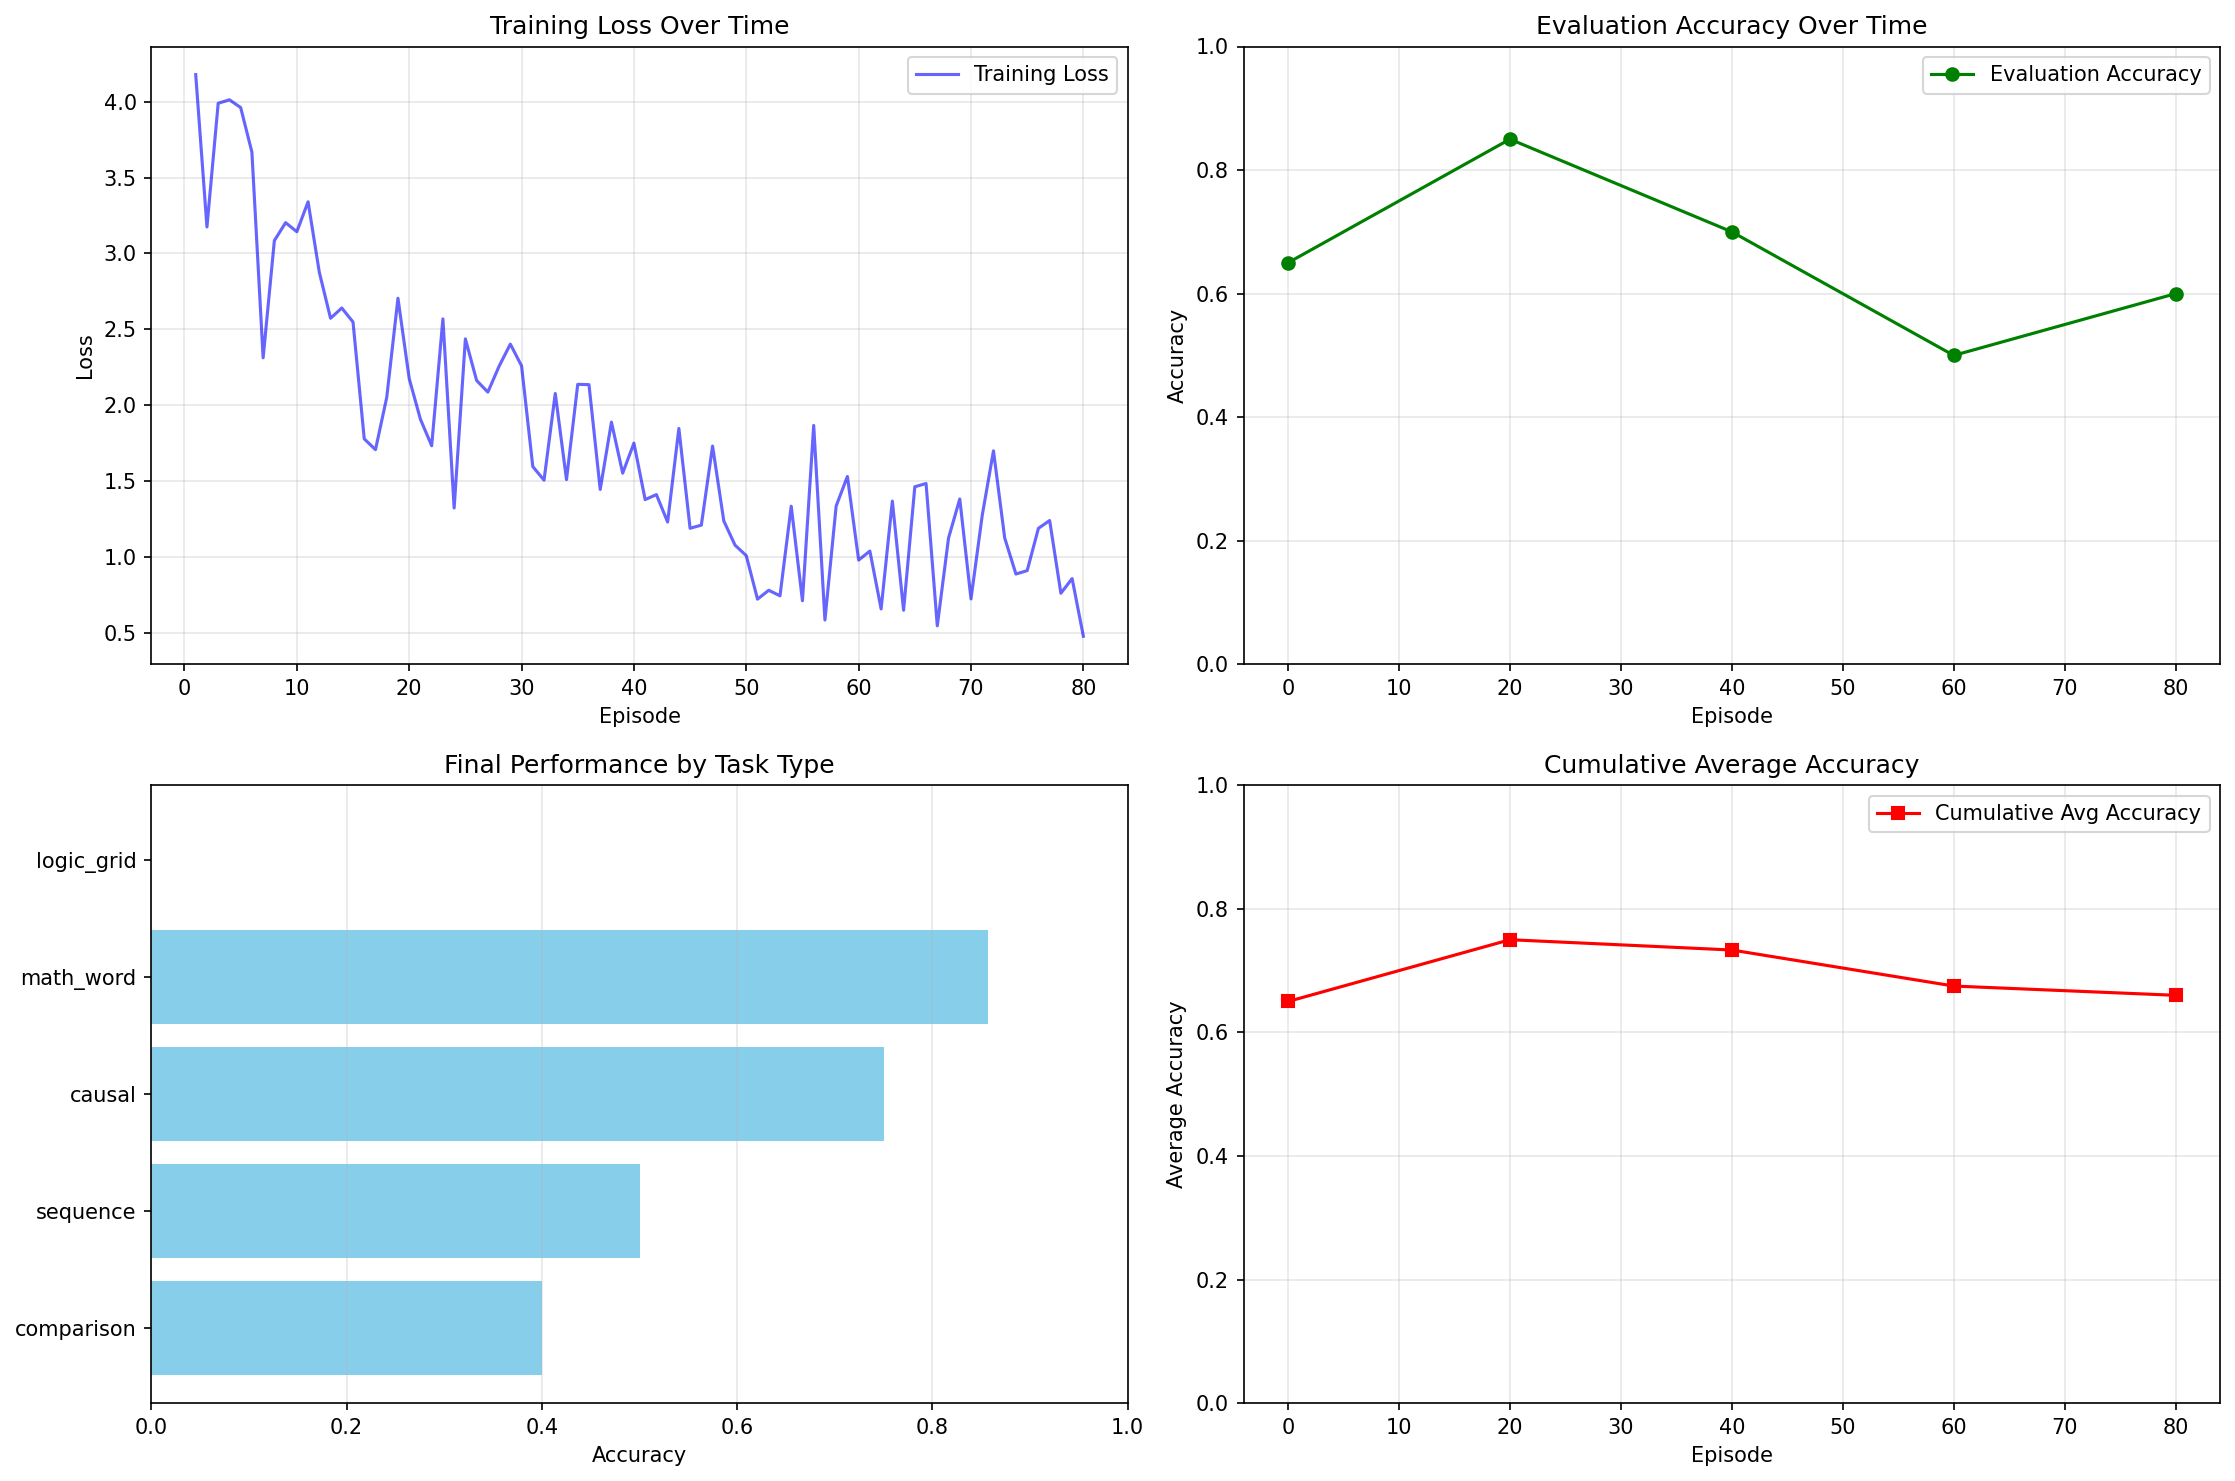 Training Loss Over Time
Training Loss
4.0
3.5
3.0
2.5
2.0
1.5
1.0
0.5
Loss
0 10 20 30 40 50 60 70 80
Episode
Evaluation Accuracy Over Time
Evaluation Accuracy
1.0
0.8
0.6
0.4
0.2
0.0
Accuracy
0 10 20 30 40 50 60 70 80
Episode
Final Performance by Task Type
logic_grid
math_word
causal
sequence
comparison
0.0 0.2 0.4 0.6 0.8 1.0
Accuracy
Cumulative Average Accuracy
Cumulative Avg Accuracy
1.0
0.8
0.6
0.4
0.2
0.0
Average Accuracy
0 10 20 30 40 50 60 70 80
Episode